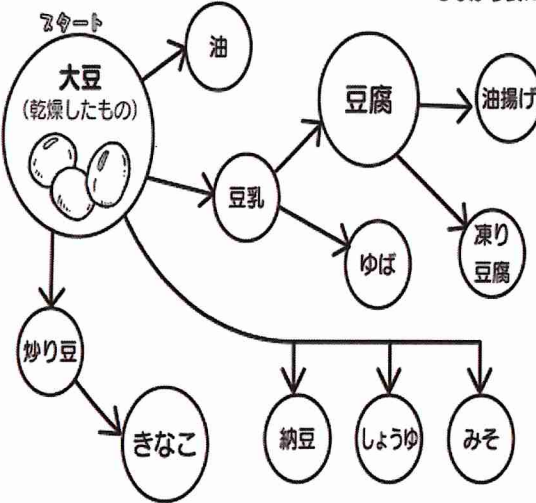 スタート
大豆
(乾燥したもの)
油
豆腐
油揚げ
豆乳
ゆば
凍り
豆腐
炒り豆
きなこ
納豆
しょうゆ
みそ